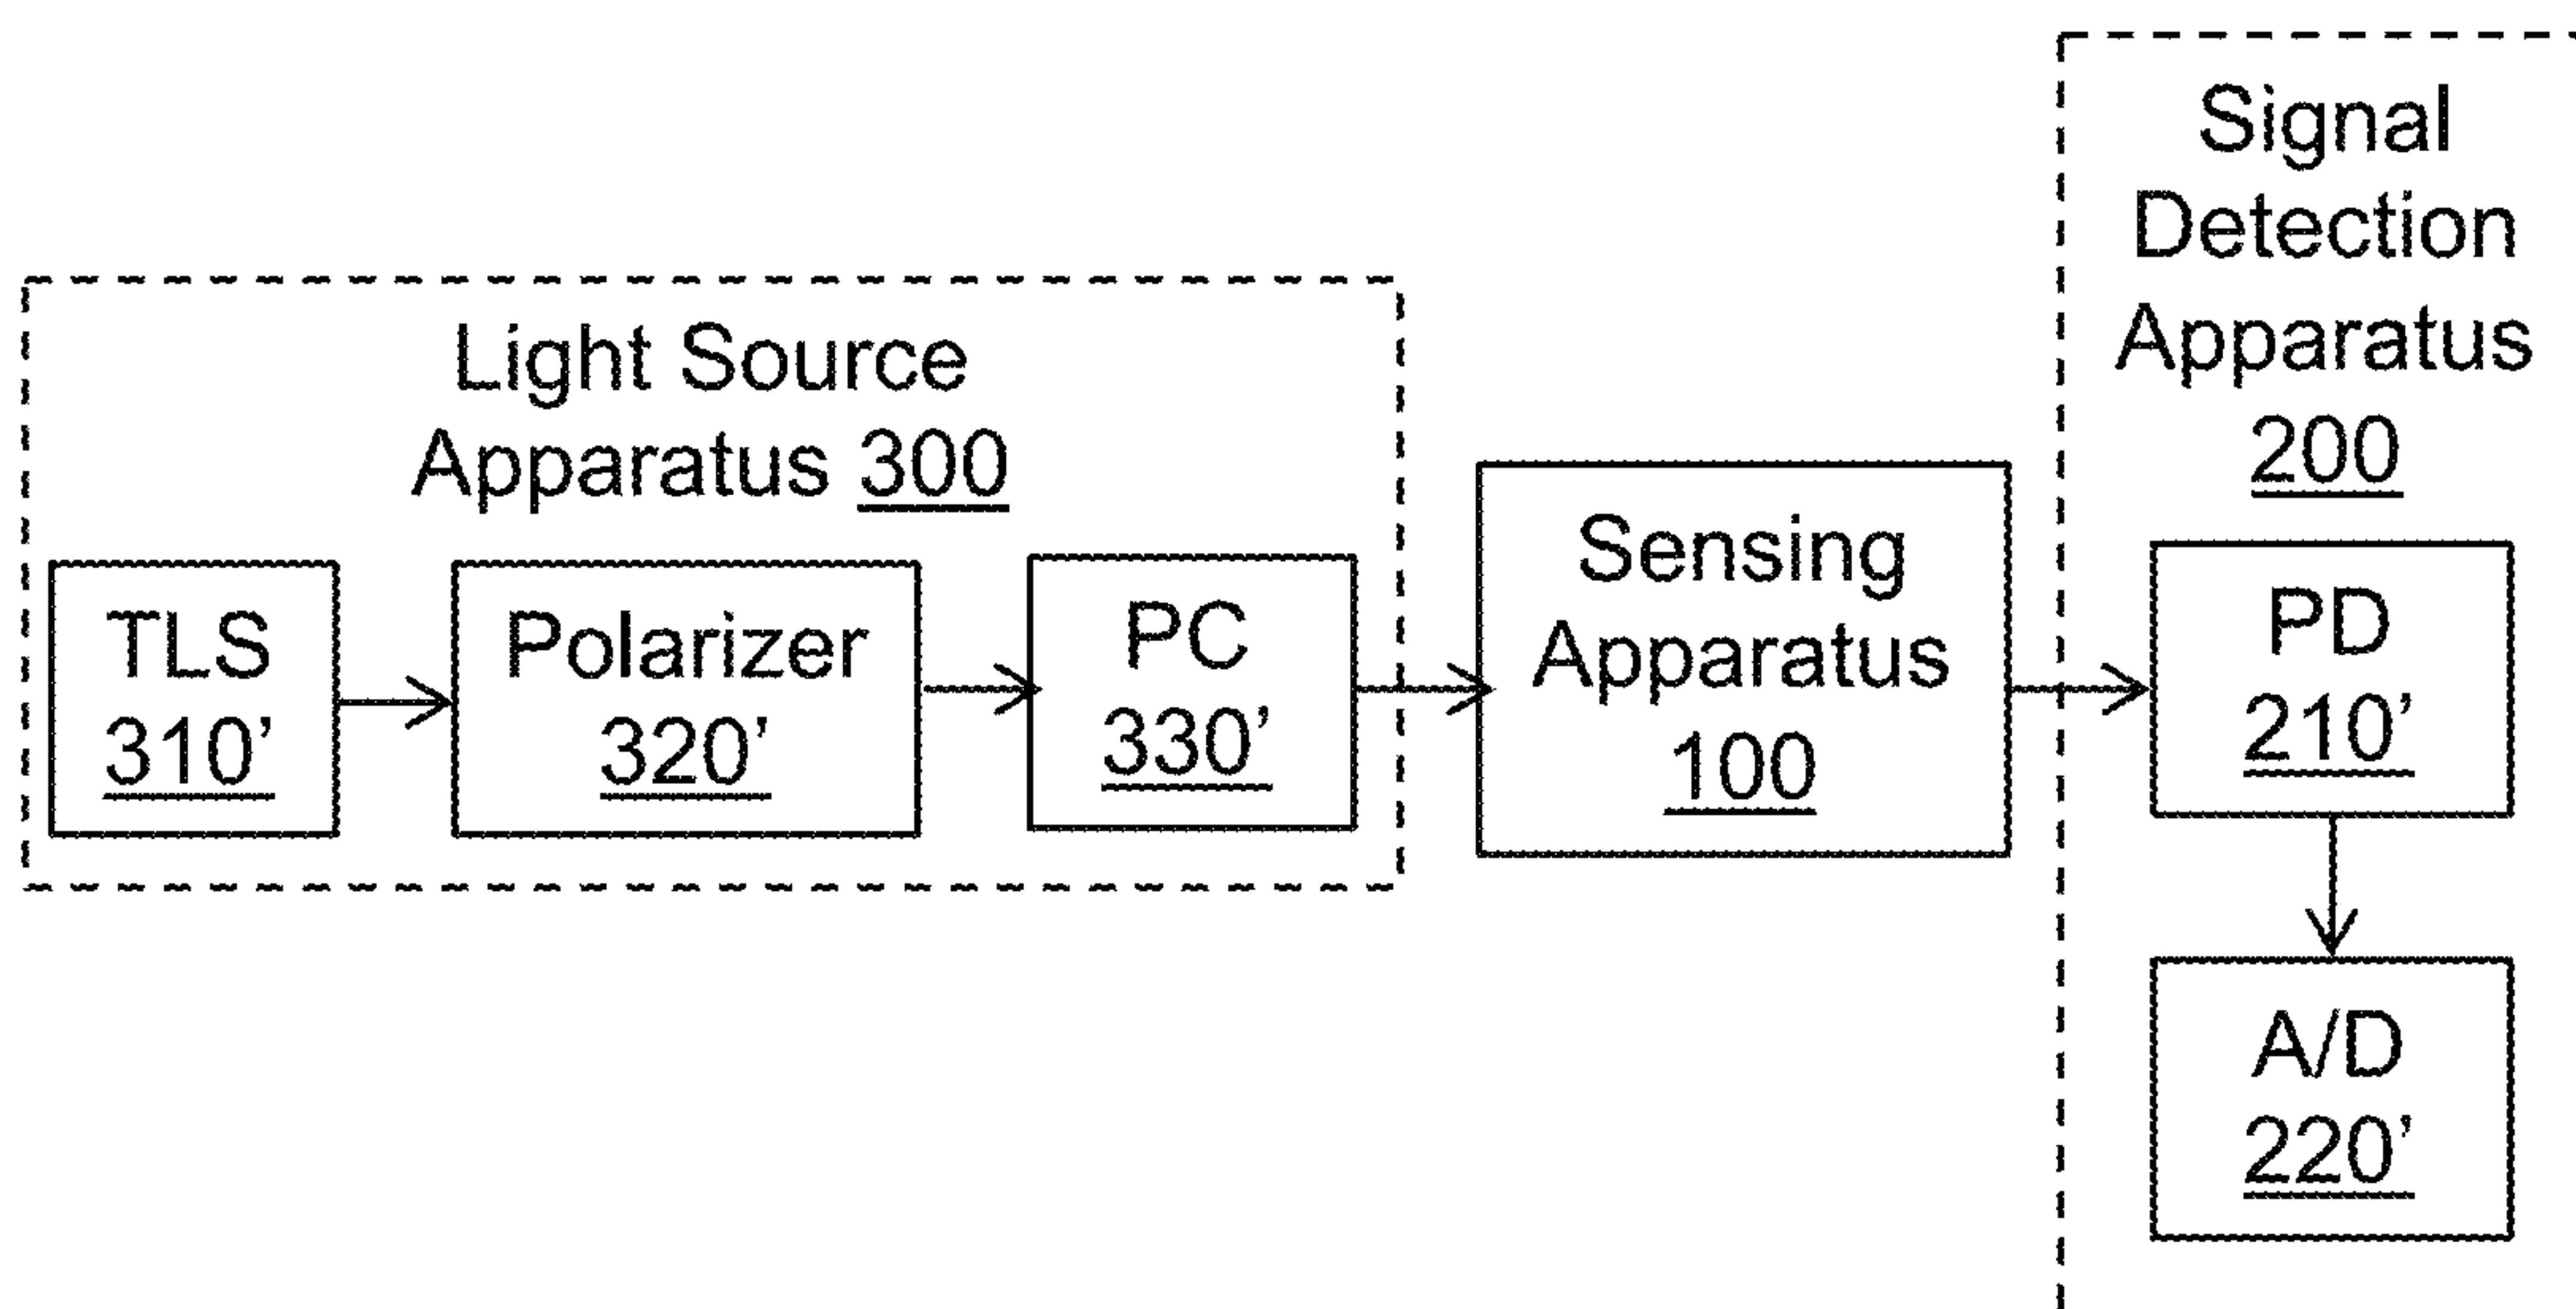 Light Source
Apparatus 300
TLS
310’
Polarizer
320’
PC
330’
Sensing
Apparatus
100
Signal
Detection
Apparatus
200
PD
210’
A/D
220’